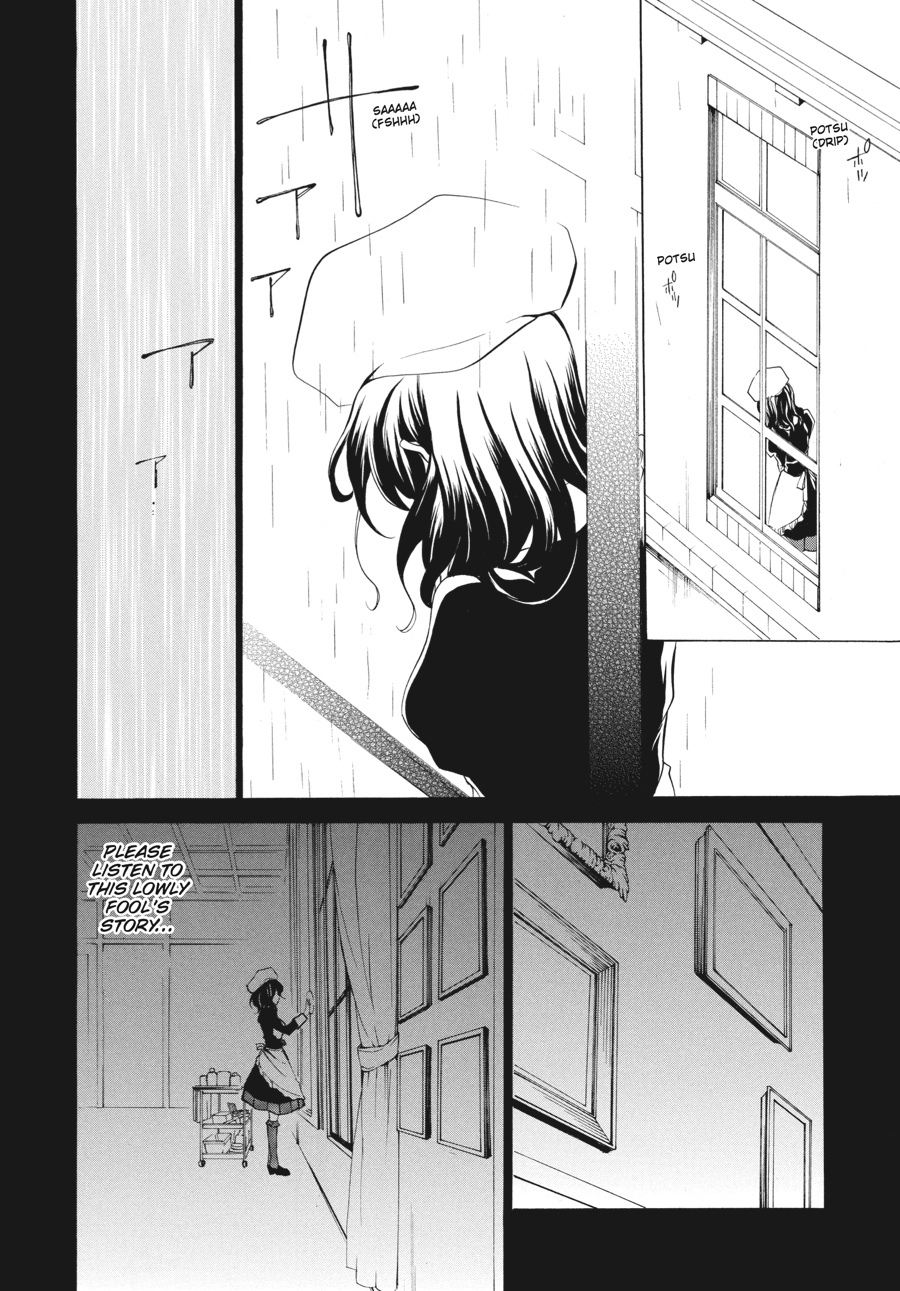 POTSU
(DRIP)
ポツ
POTSU
ポツ
SAAAAA
(FSHHH)
サアアアア…
PLEASE
LISTEN TO
THIS LOWLY
FOOL'S
STORY...